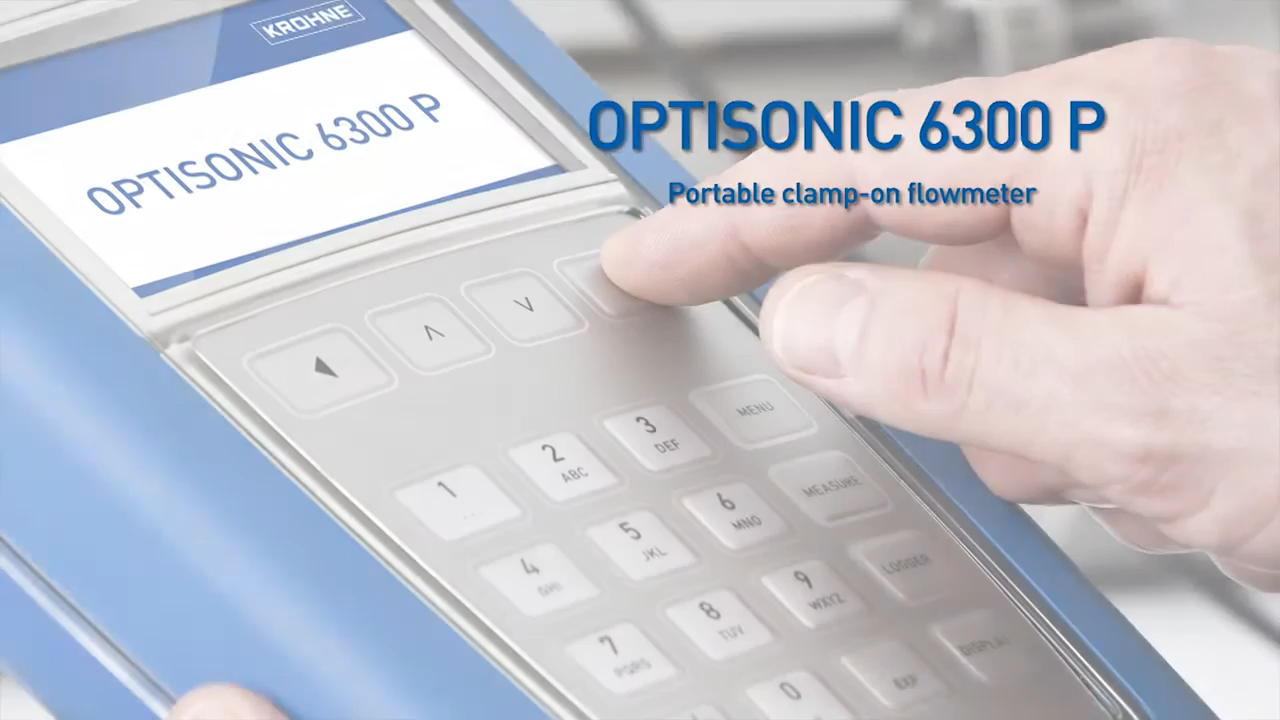 KROHNE
OPTISONIC 6300 P
OPTISONIC 6300 P
Portable clamp-on flowmeter
1
2
ABC
3
DEF
MENU
4
GHI
5
JKL
6
MNO
MEASURE
7
PQRS
8
TUV
9
WXYZ
LOGGER
0
EXP
DISPLAY